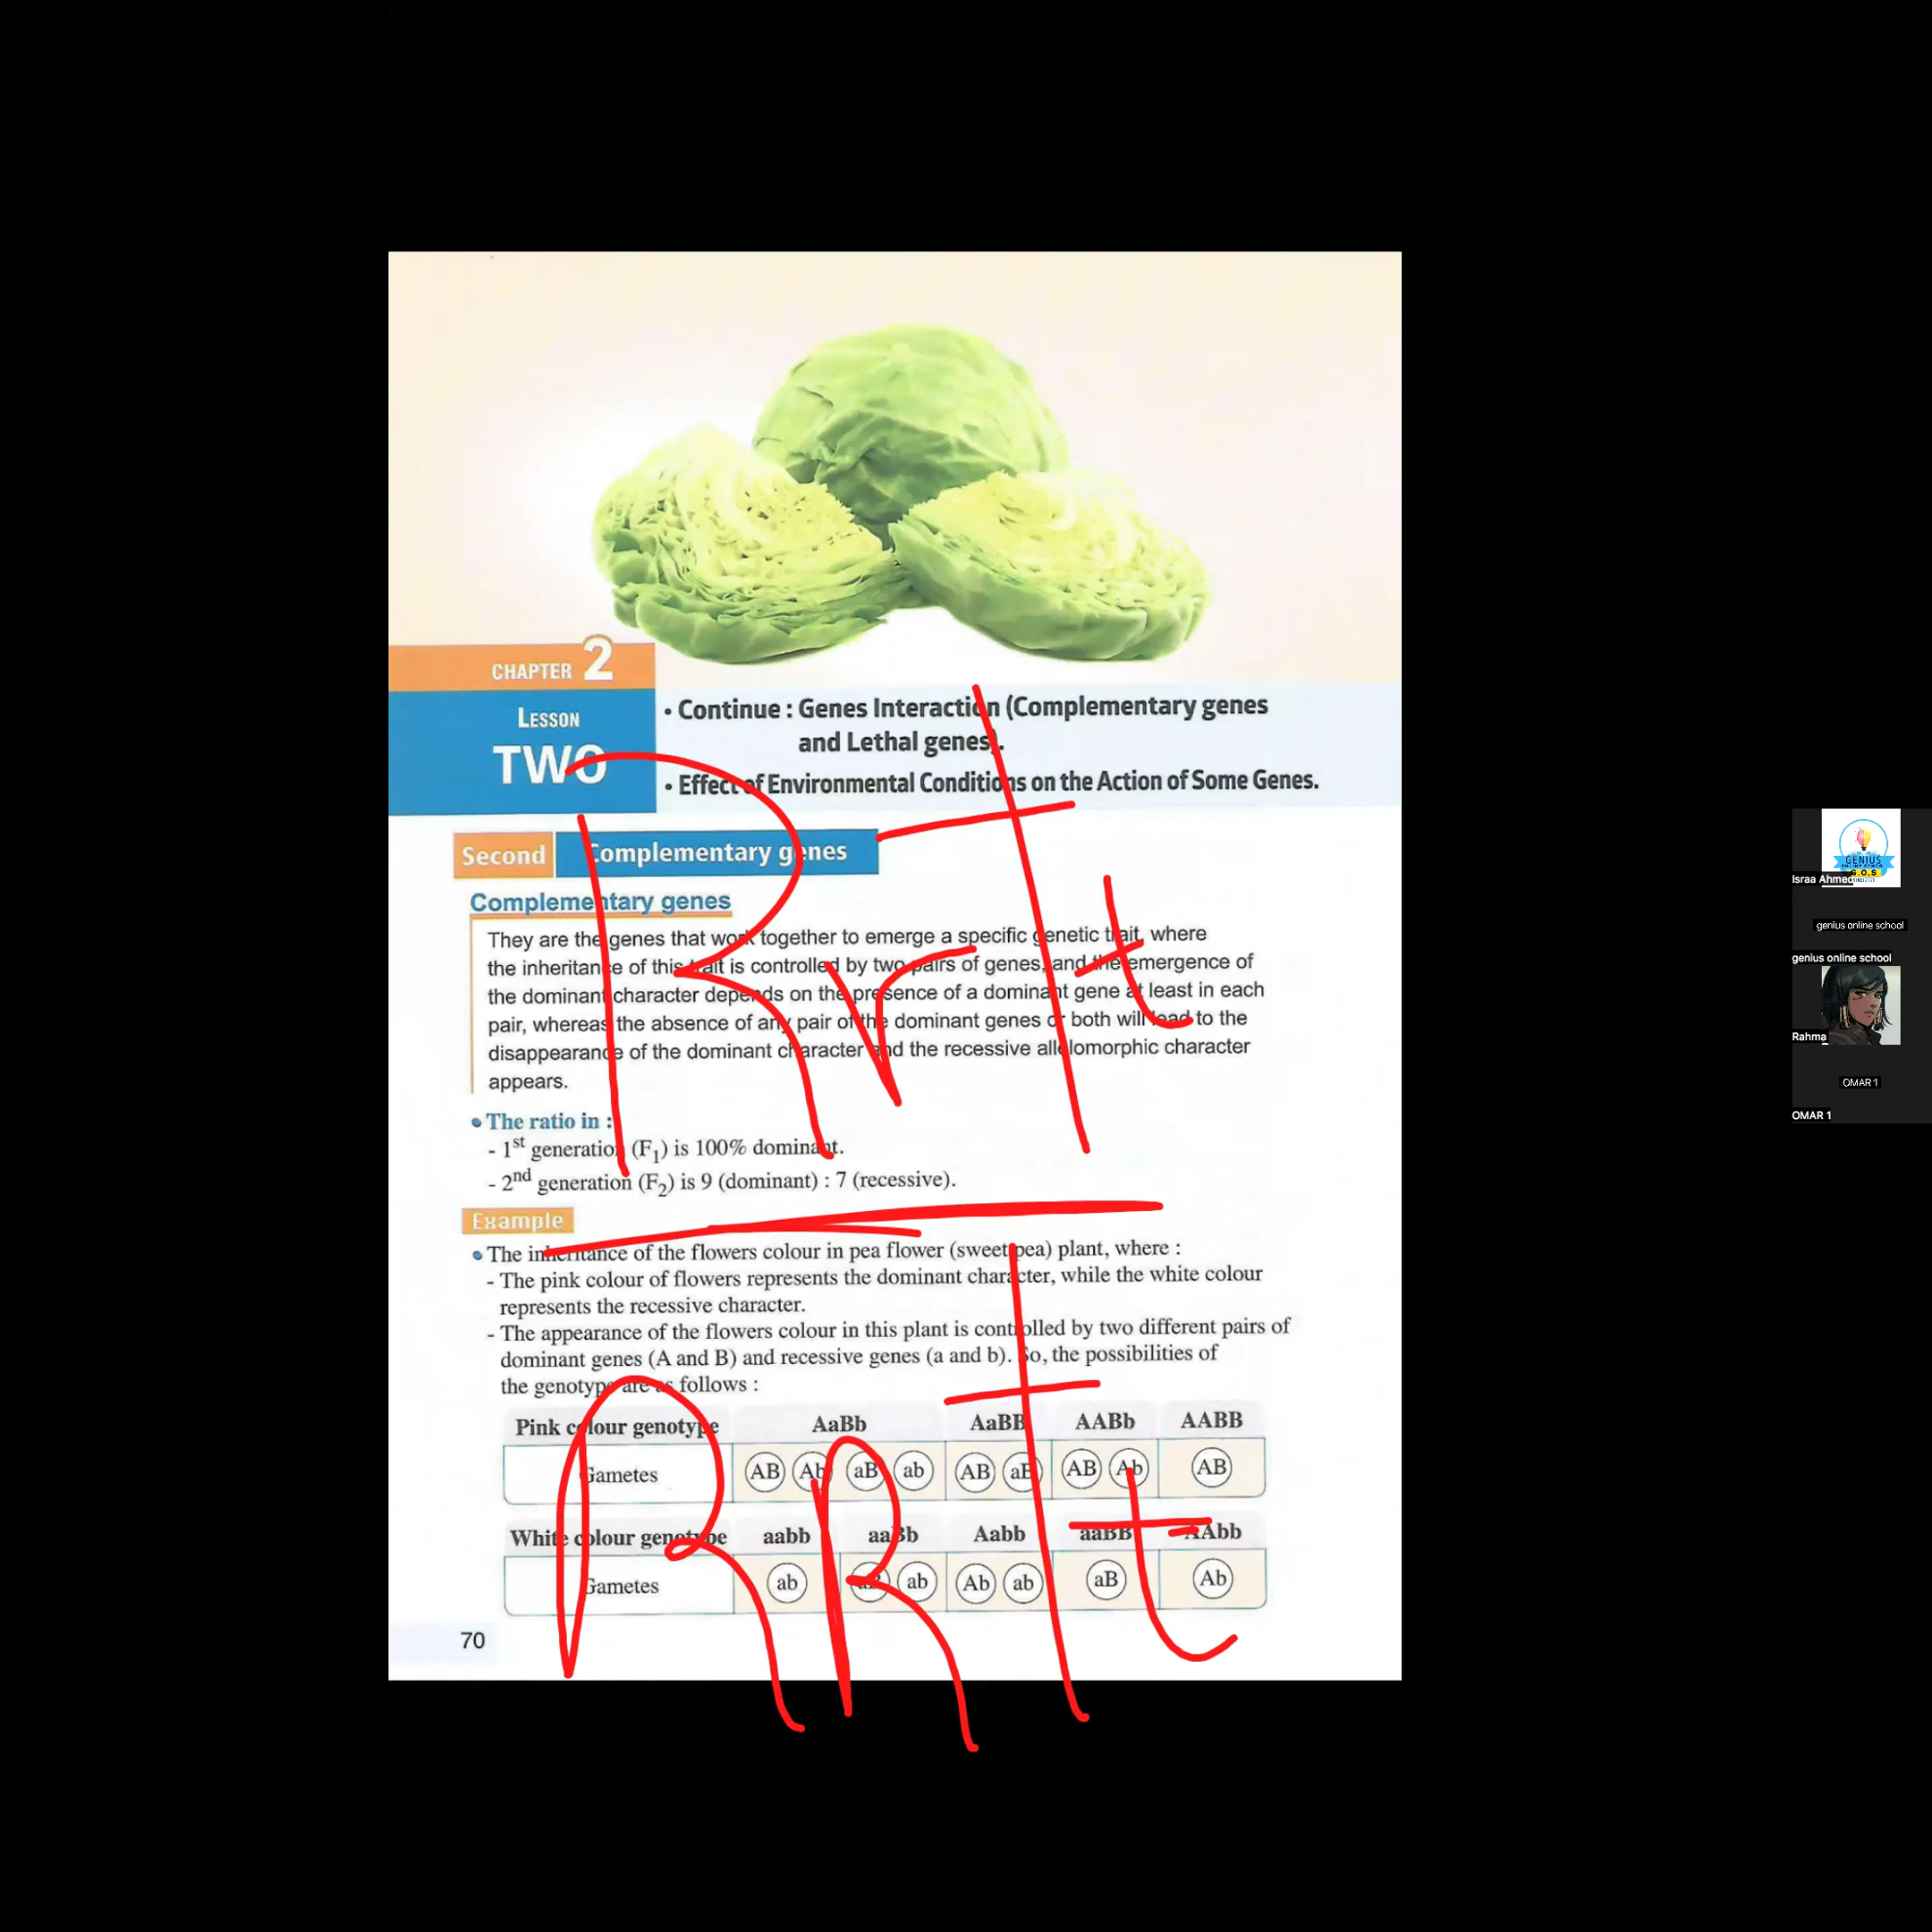 CHAPTER 2
LESSON
TWO
• Continue : Genes Interaction (Complementary genes
and Lethal genes).
• Effect of Environmental Conditions on the Action of Some Genes.
Second Complementary genes
Complementary genes
They are the genes that work together to emerge a specific genetic trait, where
the inheritance of this trait is controlled by two pairs of genes, and the emergence of
the dominant character depends on the presence of a dominant gene at least in each
pair, whereas the absence of any pair of the dominant genes or both will lead to the
disappearance of the dominant character and the recessive allelomorphic character
appears.
• The ratio in :
- 1st generation (F1) is 100% dominant.
- 2nd generation (F2) is 9 (dominant) : 7 (recessive).
Example
• The inheritance of the flowers colour in pea flower (sweet pea) plant, where :
- The pink colour of flowers represents the dominant character, while the white colour
represents the recessive character.
- The appearance of the flowers colour in this plant is controlled by two different pairs of
dominant genes (A and B) and recessive genes (a and b). So, the possibilities of
the genotype are as follows :
Pink colour genotype AaBb AaBB AABb AABB
Gametes AB Ab aB ab AB aB AB Ab AB
White colour genotype aabb aaBb Aabb aaBB AAbb
Gametes ab aB ab Ab ab aB Ab
70
R r T t
R R T t
GENIUS
G.O.S
Israa Ahmed
genius online school
genius online school
Rahma
OMAR 1
OMAR 1